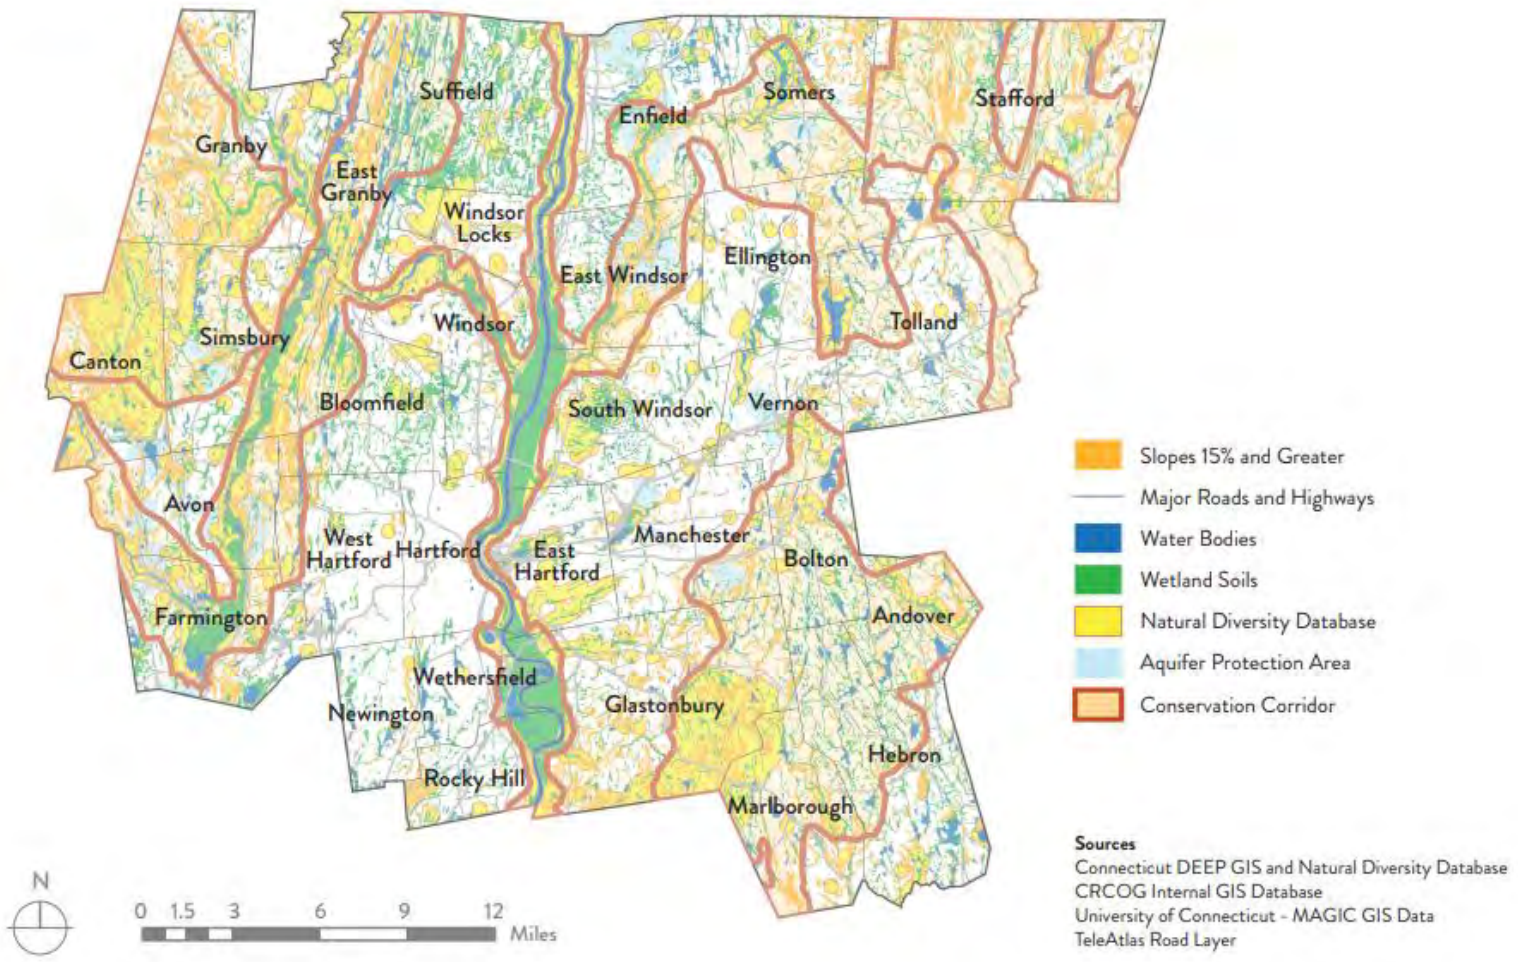 Suffield
Somers
Stafford
Enfield
Granby
East
Granby
Windsor
Locks
Ellington
East Windsor
Tolland
Windsor
Simsbury
Canton
Bloomfield
South Windsor
Vernon
Avon
West
Hartford
Hartford
East
Hartford
Manchester
Bolton
Farmington
Andover
Wethersfield
Newington
Glastonbury
Hebron
Rocky Hill
Marlborough
Slopes 15% and Greater
Major Roads and Highways
Water Bodies
Wetland Soils
Natural Diversity Database
Aquifer Protection Area
Conservation Corridor
Sources
Connecticut DEEP GIS and Natural Diversity Database
CRCOG Internal GIS Database
University of Connecticut - MAGIC GIS Data
TeleAtlas Road Layer
N
0 1.5 3 6 9 12
Miles